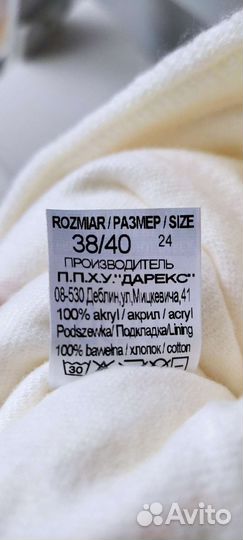 ROZMIAR / РАЗМЕР / SIZE
38/40 24
ПРОИЗВОДИТЕЛЬ
П.П.Х.У."ДАРЕКС"
08-530 Деблин,ул.Мицкевича,41
100% akryl / акрил / acryl
Podszewka/Подкладка/Lining
100% bawełna / хлопок / cotton
30
Avito